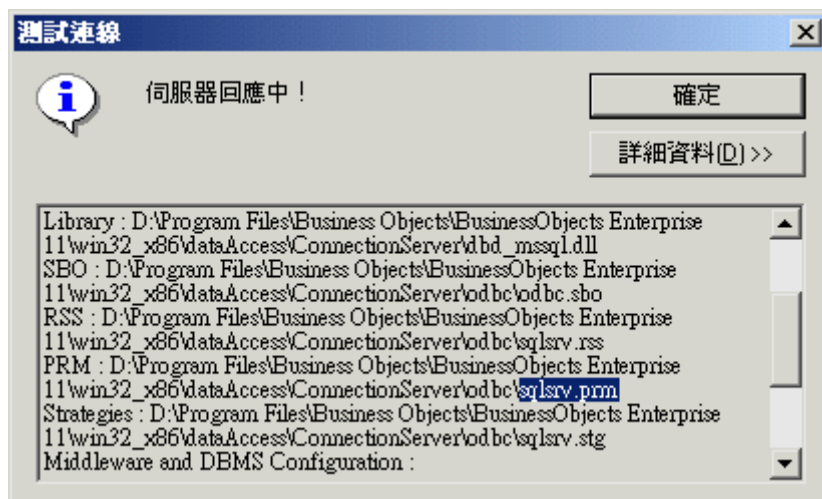 測試連線
伺服器回應中！
確定
詳細資料(D)>>
Library : D:\Program Files\Business Objects\BusinessObjects Enterprise
11\win32_x86\dataAccess\ConnectionServer\dbd_mssql.dll
SBO : D:\Program Files\Business Objects\BusinessObjects Enterprise
11\win32_x86\dataAccess\ConnectionServer\odbc\odbc.sbo
RSS : D:\Program Files\Business Objects\BusinessObjects Enterprise
11\win32_x86\dataAccess\ConnectionServer\odbc\sqlsrv.rss
PRM : D:\Program Files\Business Objects\BusinessObjects Enterprise
11\win32_x86\dataAccess\ConnectionServer\odbc\sqlsrv.prm
Strategies : D:\Program Files\Business Objects\BusinessObjects Enterprise
11\win32_x86\dataAccess\ConnectionServer\odbc\sqlsrv.stg
Middleware and DBMS Configuration :